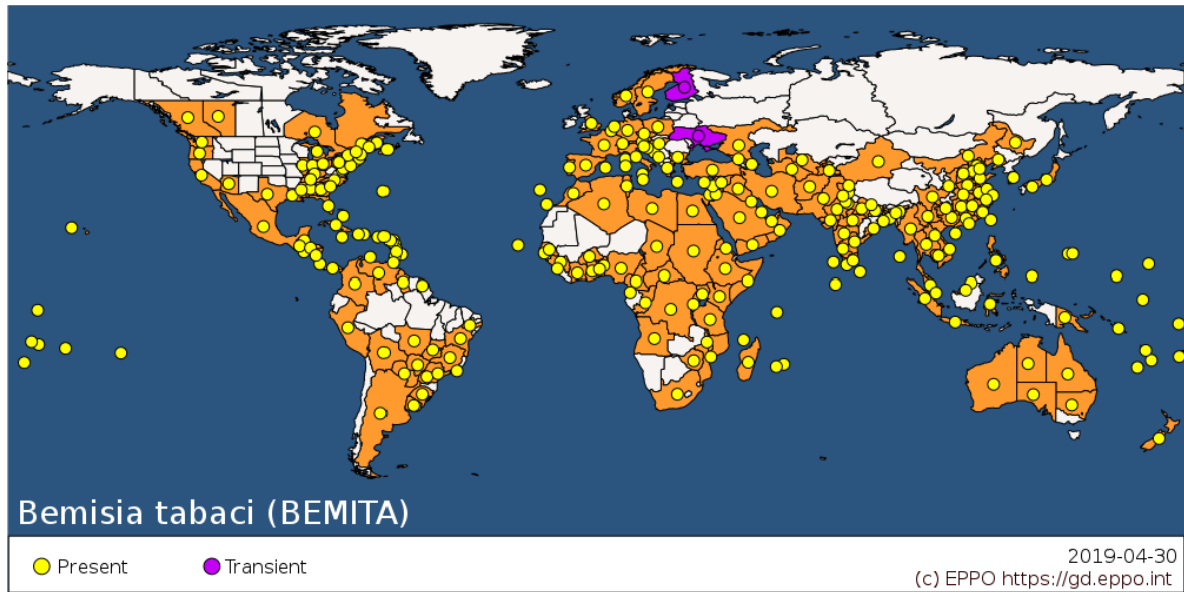 Bemisia tabaci (BEMITA)
Present
Transient
2019-04-30
(c) EPPO https://gd.eppo.int